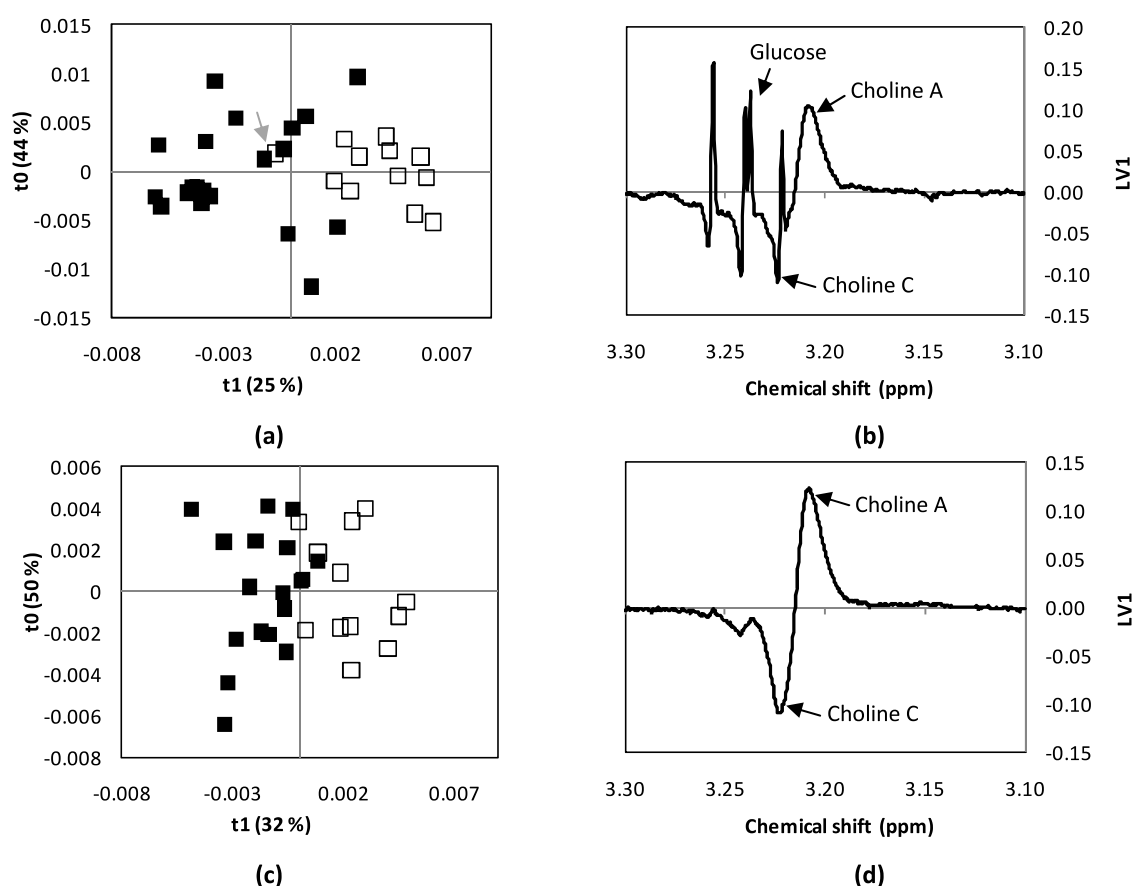 0.015
0.01
0.005
0
-0.005
-0.01
-0.015
t0 (44 %)
-0.008
-0.003
0.002
0.007
t1 (25 %)
(a)
Glucose
Choline A
Choline C
0.20
0.15
0.10
0.05
0.00
-0.05
-0.10
-0.15
LV1
3.30
3.25
3.20
3.15
3.10
Chemical shift (ppm)
(b)
0.006
0.004
0.002
0
-0.002
-0.004
-0.006
-0.008
t0 (50 %)
-0.008
-0.003
0.002
0.007
t1 (32 %)
(c)
Choline A
Choline C
0.15
0.10
0.05
0.00
-0.05
-0.10
-0.15
LV1
3.30
3.25
3.20
3.15
3.10
Chemical shift (ppm)
(d)